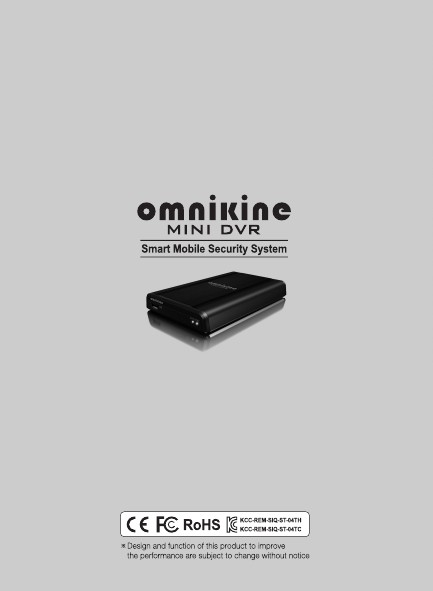 omnikine
MINI DVR
Smart Mobile Security System
CE FC RoHS KCC-REM-SIQ-ST-04TH
KCC-REM-SIQ-ST-04TC
※ Design and function of this product to improve
the performance are subject to change without notice